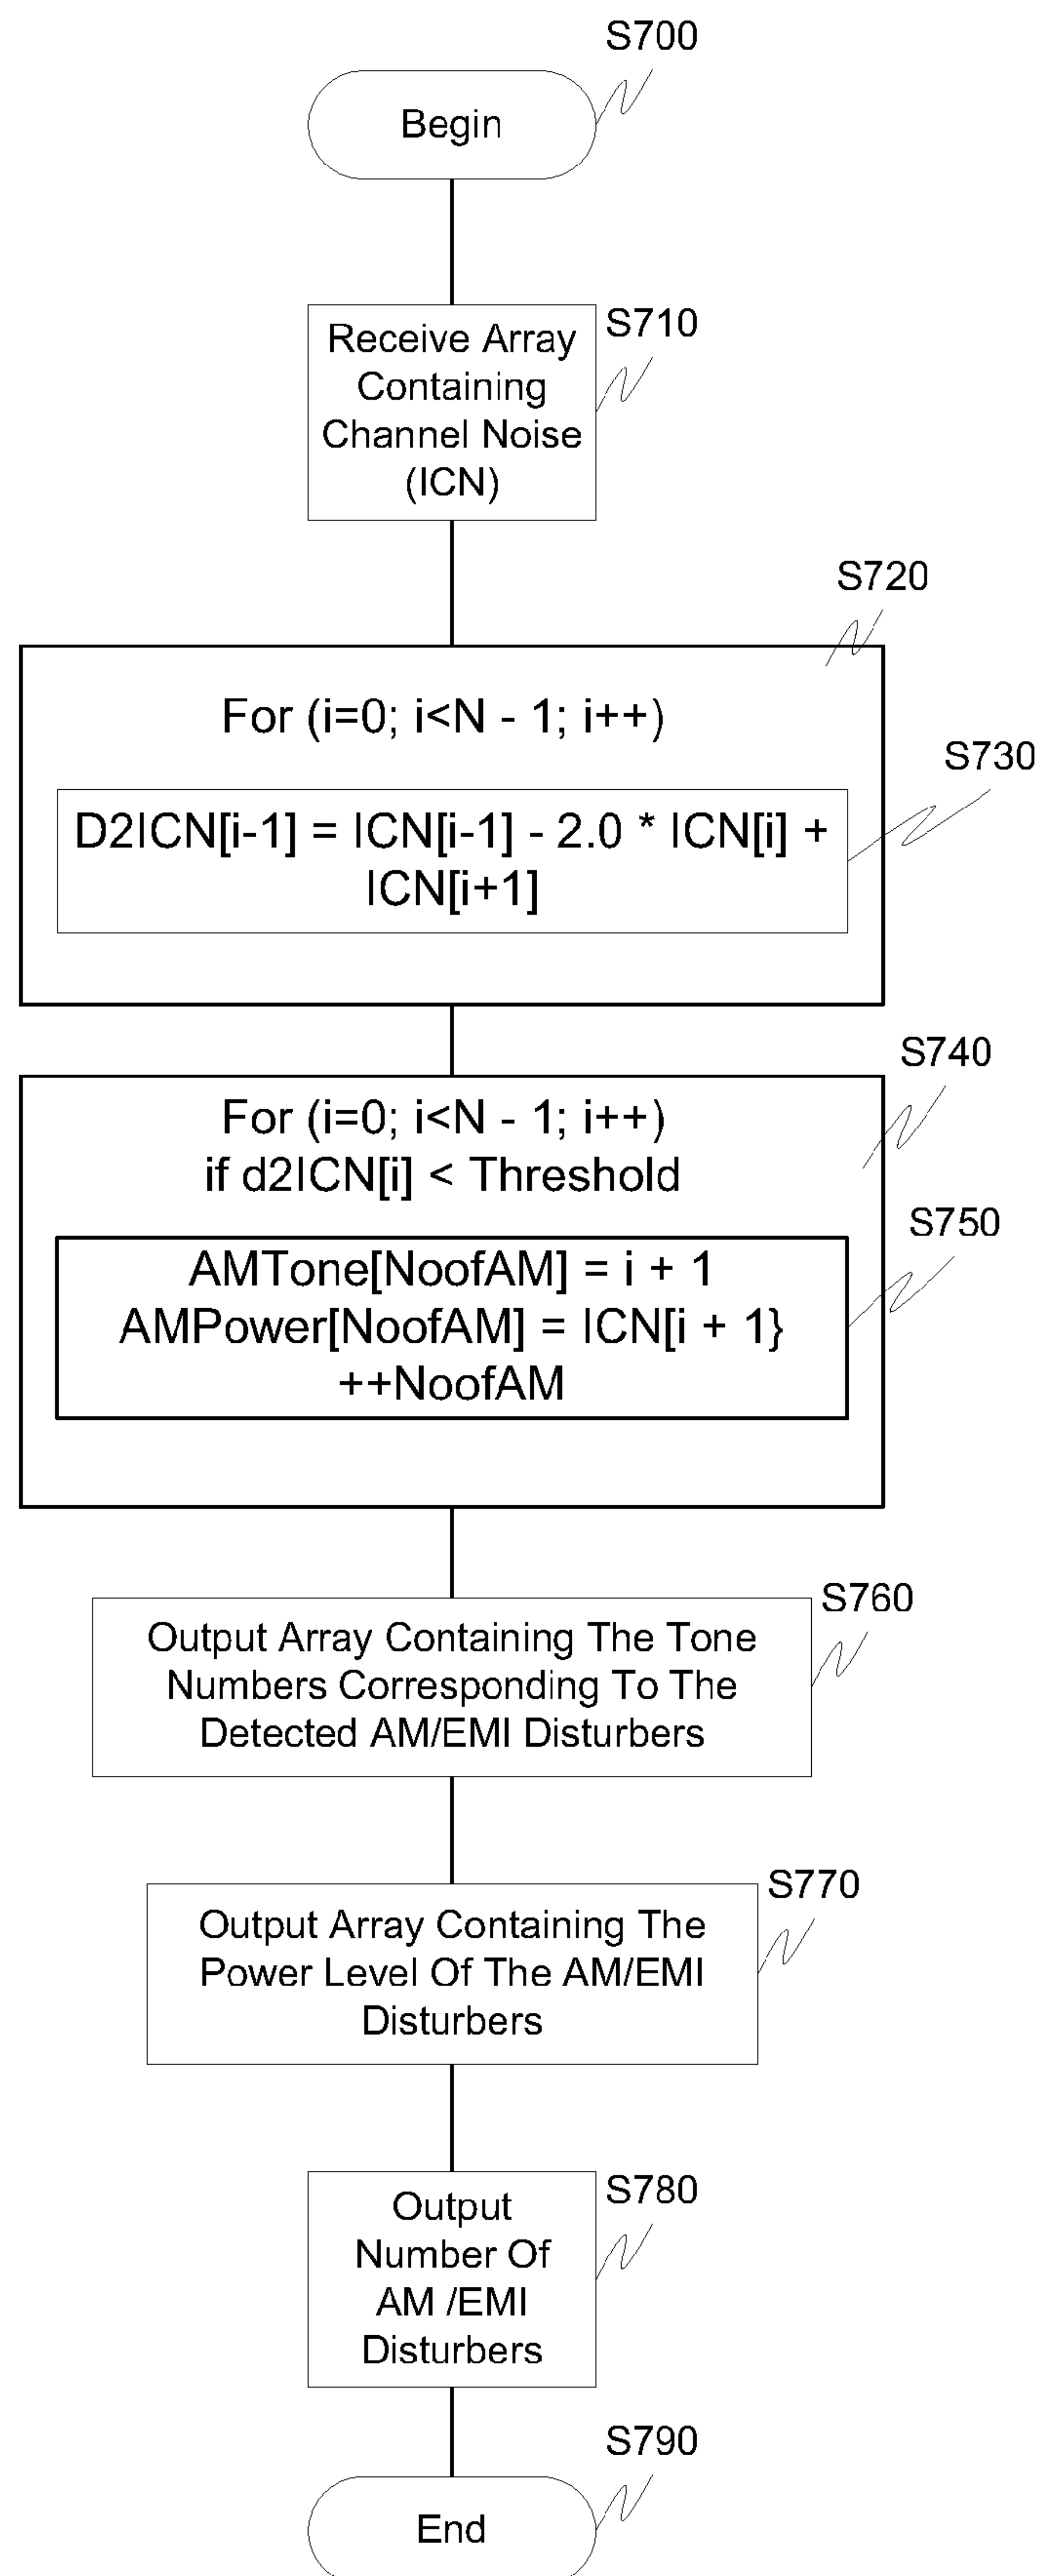 S700
Begin
S710
Receive Array
Containing
Channel Noise
(ICN)
S720
For (i=0; i<N - 1; i++)
S730
D2ICN[i-1] = ICN[i-1] - 2.0 * ICN[i] +
ICN[i+1]
S740
For (i=0; i<N - 1; i++)
if d2ICN[i] < Threshold
S750
AMTone[NoofAM] = i + 1
AMPower[NoofAM] = ICN[i + 1}
++NoofAM
S760
Output Array Containing The Tone
Numbers Corresponding To The
Detected AM/EMI Disturbers
S770
Output Array Containing The
Power Level Of The AM/EMI
Disturbers
S780
Output
Number Of
AM /EMI
Disturbers
S790
End